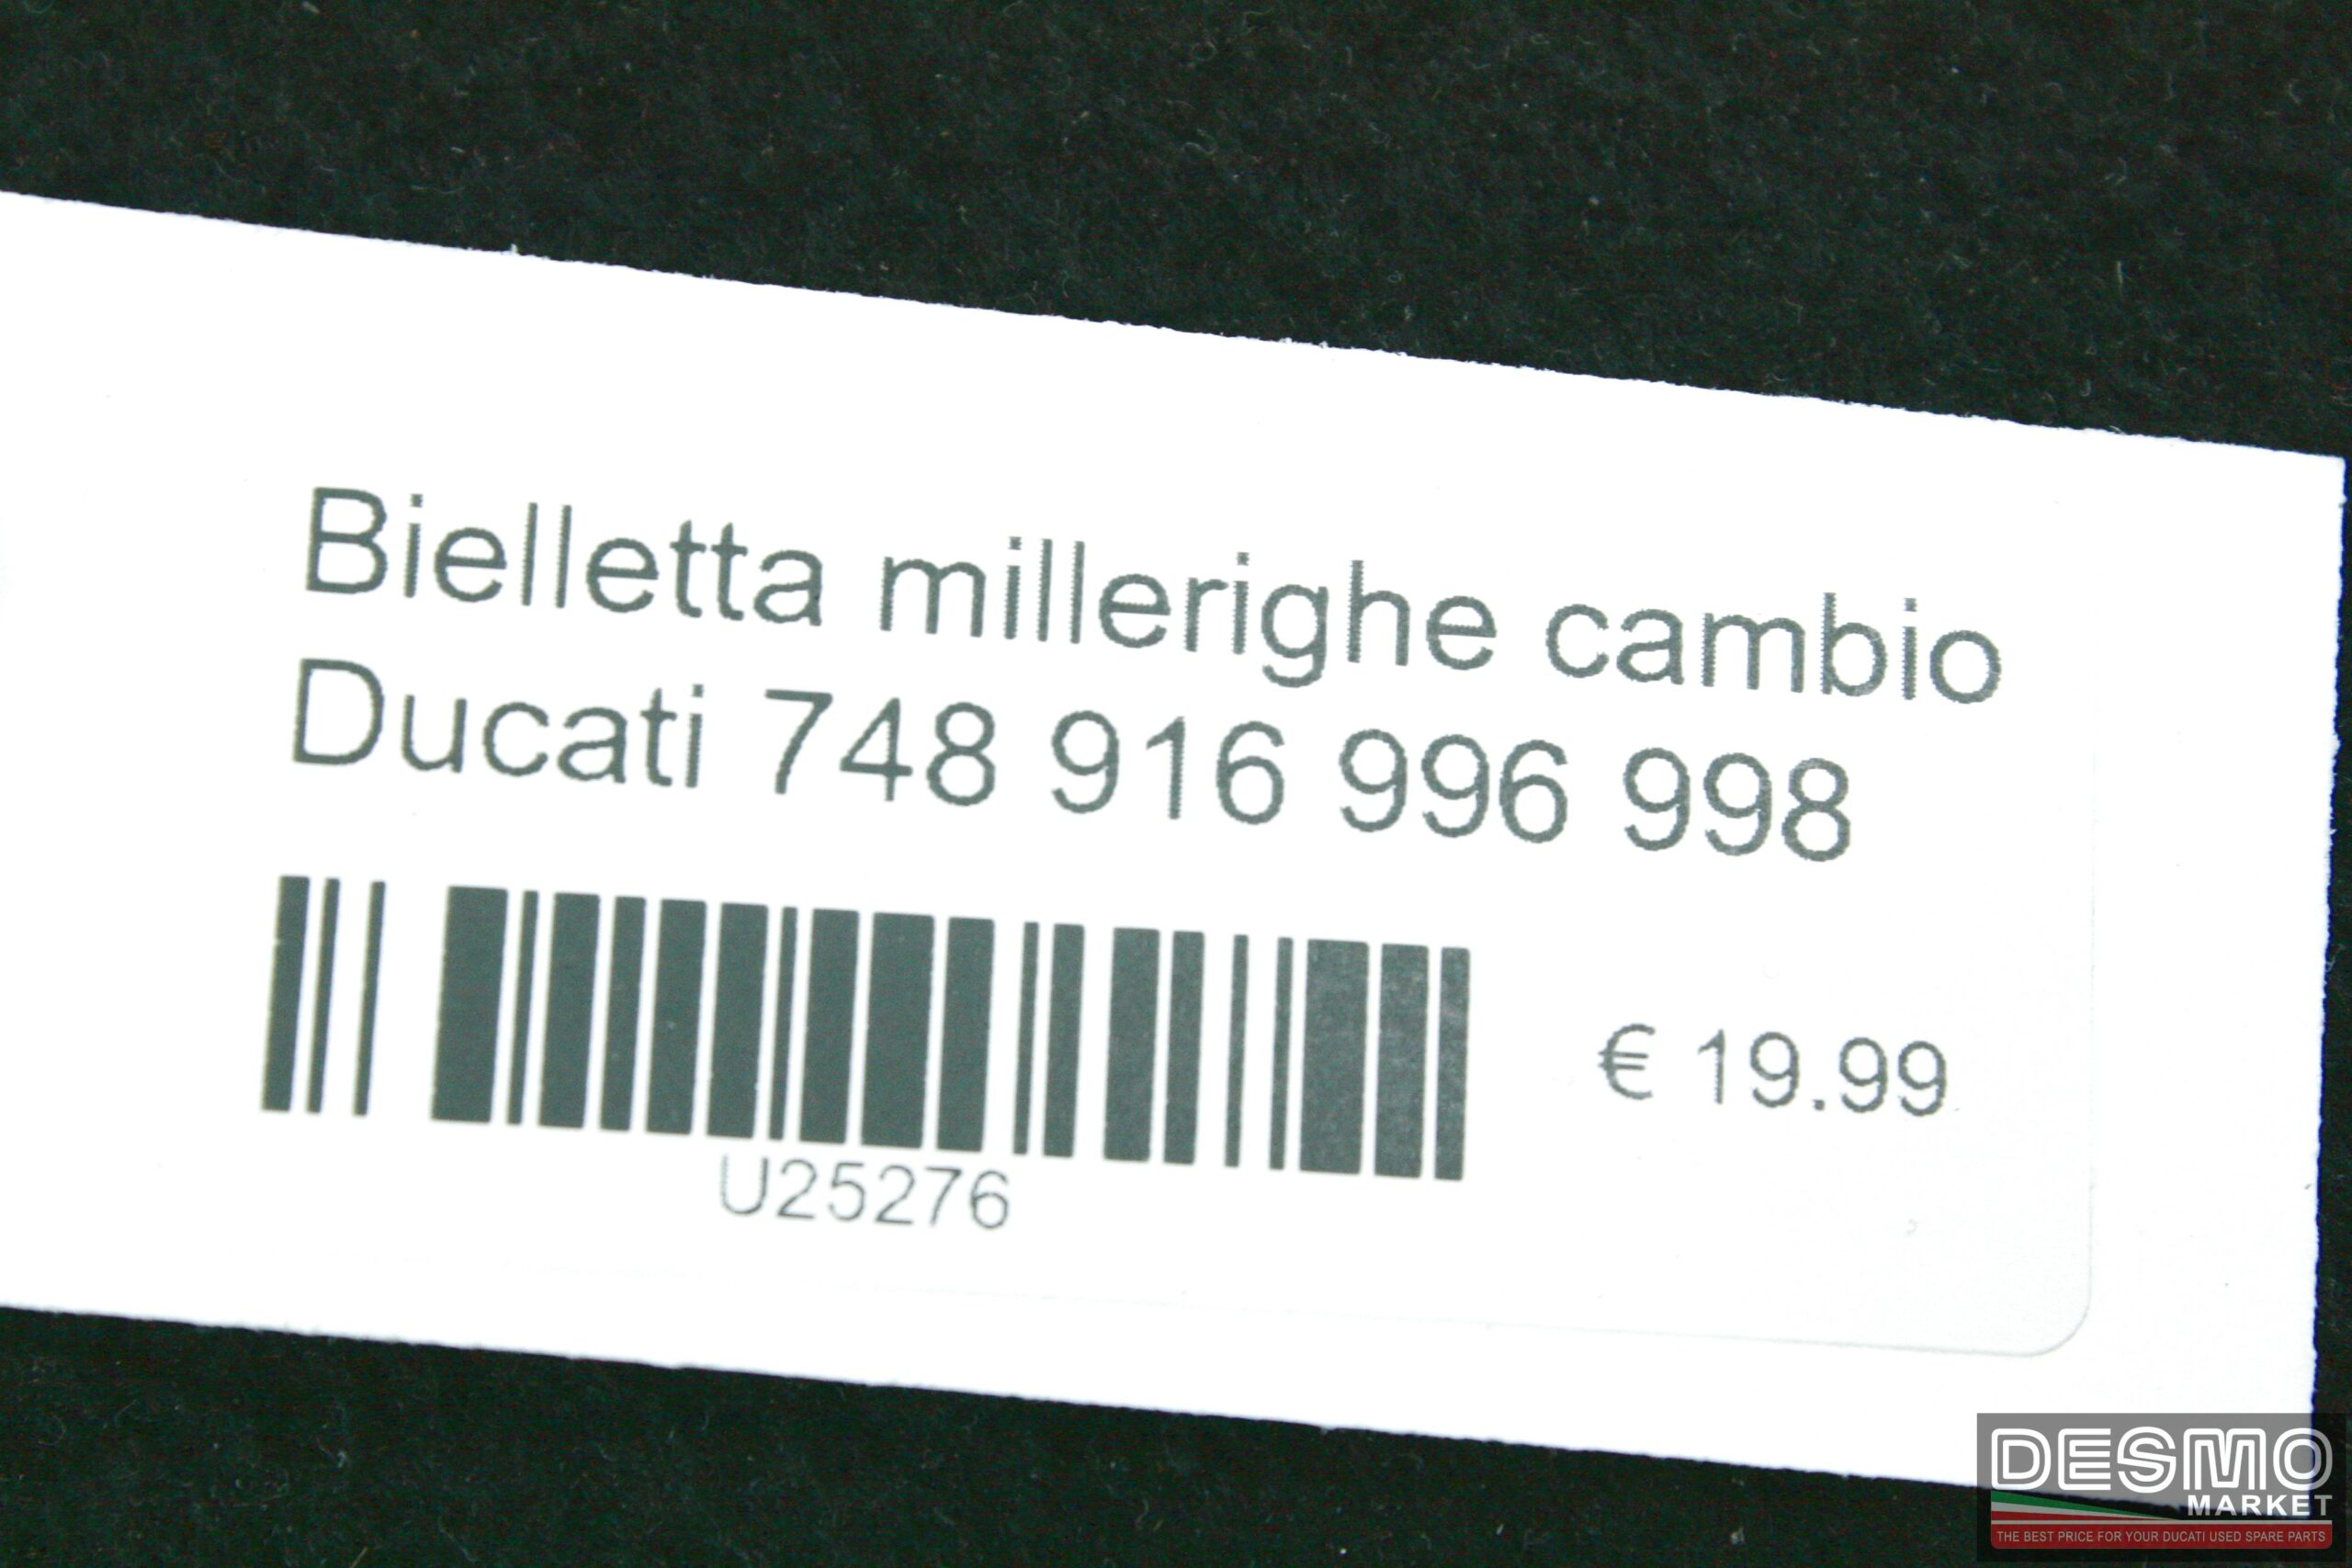 Bielletta millerighe cambio
Ducati 748 916 996 998
€ 19.99
U25276
DESMO
MARKET
THE BEST PRICE FOR YOUR DUCATI USED SPARE PARTS